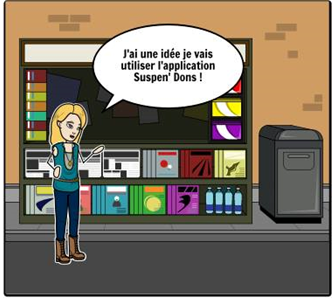 J'ai une idée je vais
utiliser l'application
Suspen' Dons !